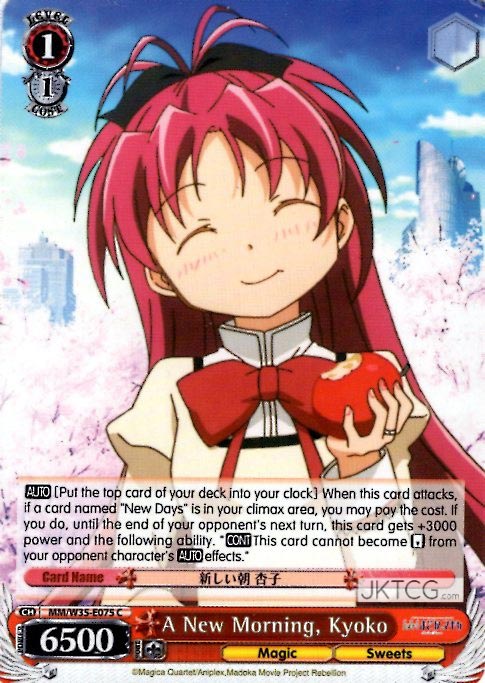 LEVEL
1
1
COST
AUTO [Put the top card of your deck into your clock] When this card attacks,
if a card named "New Days" is in your climax area, you may pay the cost. If
you do, until the end of your opponent's next turn, this card gets +3000
power and the following ability. "CONT This card cannot become from
your opponent character's AUTO effects."
Card Name 新しい朝 杏子
JKTCG.com
CH MM/W35-E075 C
POWER 6500 SOUL A New Morning, Kyoko
Magic Sweets
©Magica Quartet/Aniplex,Madoka Movie Project Rebellion